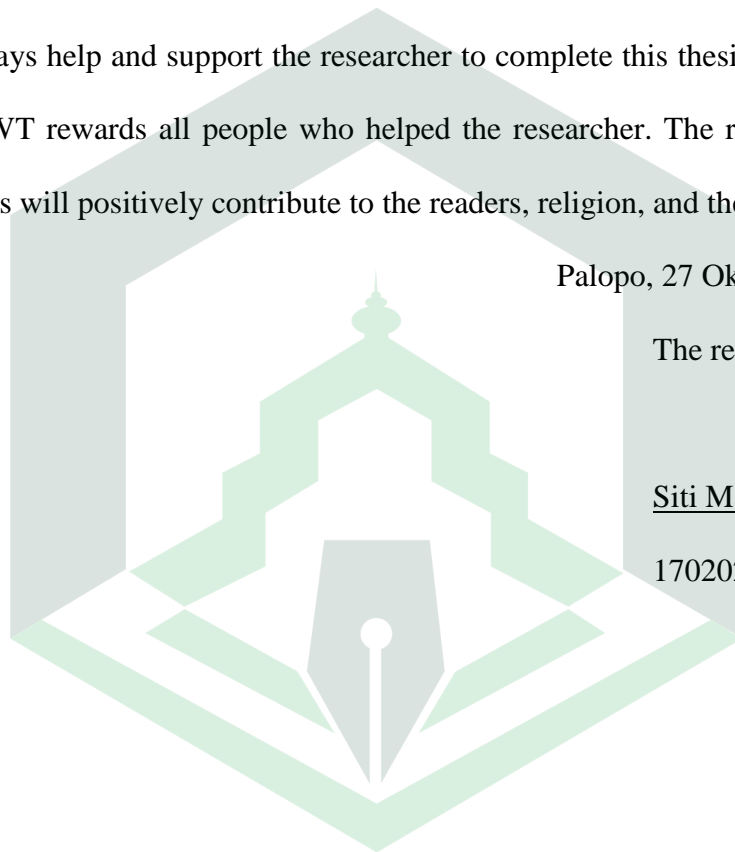 ays help and support the researcher to complete this thesi
VT rewards all people who helped the researcher. The r
s will positively contribute to the readers, religion, and the
Palopo, 27 Ok
The re
Siti M
17020